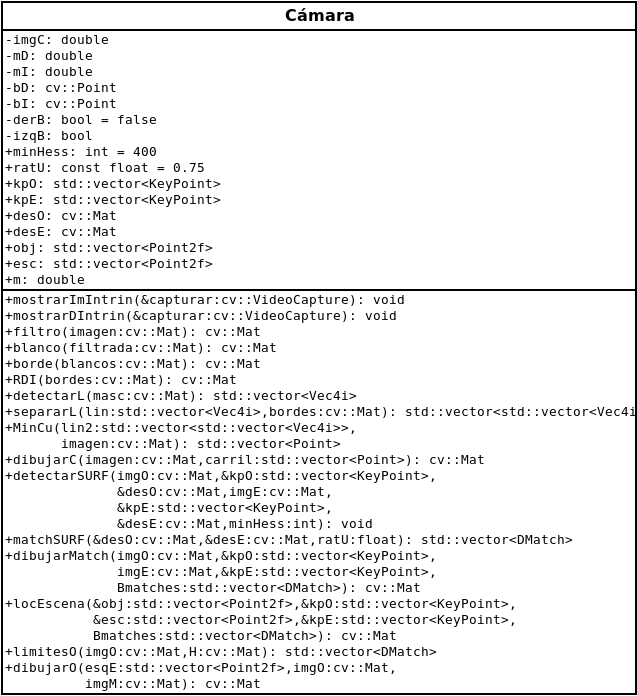 Cámara
-imgC: double
-mD: double
-mI: double
-bD: cv::Point
-bI: cv::Point
-derB: bool = false
-izqB: bool
+minHess: int = 400
+ratU: const float = 0.75
+kpO: std::vector<KeyPoint>
+kpE: std::vector<KeyPoint>
+desO: cv::Mat
+desE: cv::Mat
+obj: std::vector<Point2f>
+esc: std::vector<Point2f>
+m: double
+mostrarImIntrin(&capturar:cv::VideoCapture): void
+mostrarDIntrin(&capturar:cv::VideoCapture): void
+filtro(imagen:cv::Mat): cv::Mat
+blanco(filtrada:cv::Mat): cv::Mat
+borde(blancos:cv::Mat): cv::Mat
+RDI(bordes:cv::Mat): cv::Mat
+detectarL(masc:cv::Mat): std::vector<Vec4i>
+separarL(lin:std::vector<Vec4i>,bordes:cv::Mat): std::vector<std::vector<Vec4i
+MinCu(lin2:std::vector<std::vector<Vec4i>>,
imagen:cv::Mat): std::vector<Point>
+dibujarC(imagen:cv::Mat,carril:std::vector<Point>): cv::Mat
+detectarSURF(imgO:cv::Mat,&kpO:std::vector<KeyPoint>,
&desO:cv::Mat,imgE:cv::Mat,
&kpE:std::vector<KeyPoint>,
&desE:cv::Mat,minHess:int): void
+matchSURF(&desO:cv::Mat,&desE:cv::Mat,ratU:float): std::vector<DMatch>
+dibujarMatch(imgO:cv::Mat,&kpO:std::vector<KeyPoint>,
imgE:cv::Mat,&kpE:std::vector<KeyPoint>,
Bmatches:std::vector<DMatch>): cv::Mat
+locEscena(&obj:std::vector<Point2f>,&kpO:std::vector<KeyPoint>,
&esc:std::vector<Point2f>,&kpE:std::vector<KeyPoint>,
Bmatches:std::vector<DMatch>): cv::Mat
+limitesO(imgO:cv::Mat,H:cv::Mat): std::vector<DMatch>
+dibujarO(esqE:std::vector<Point2f>,imgO:cv::Mat,
imgM:cv::Mat): cv::Mat